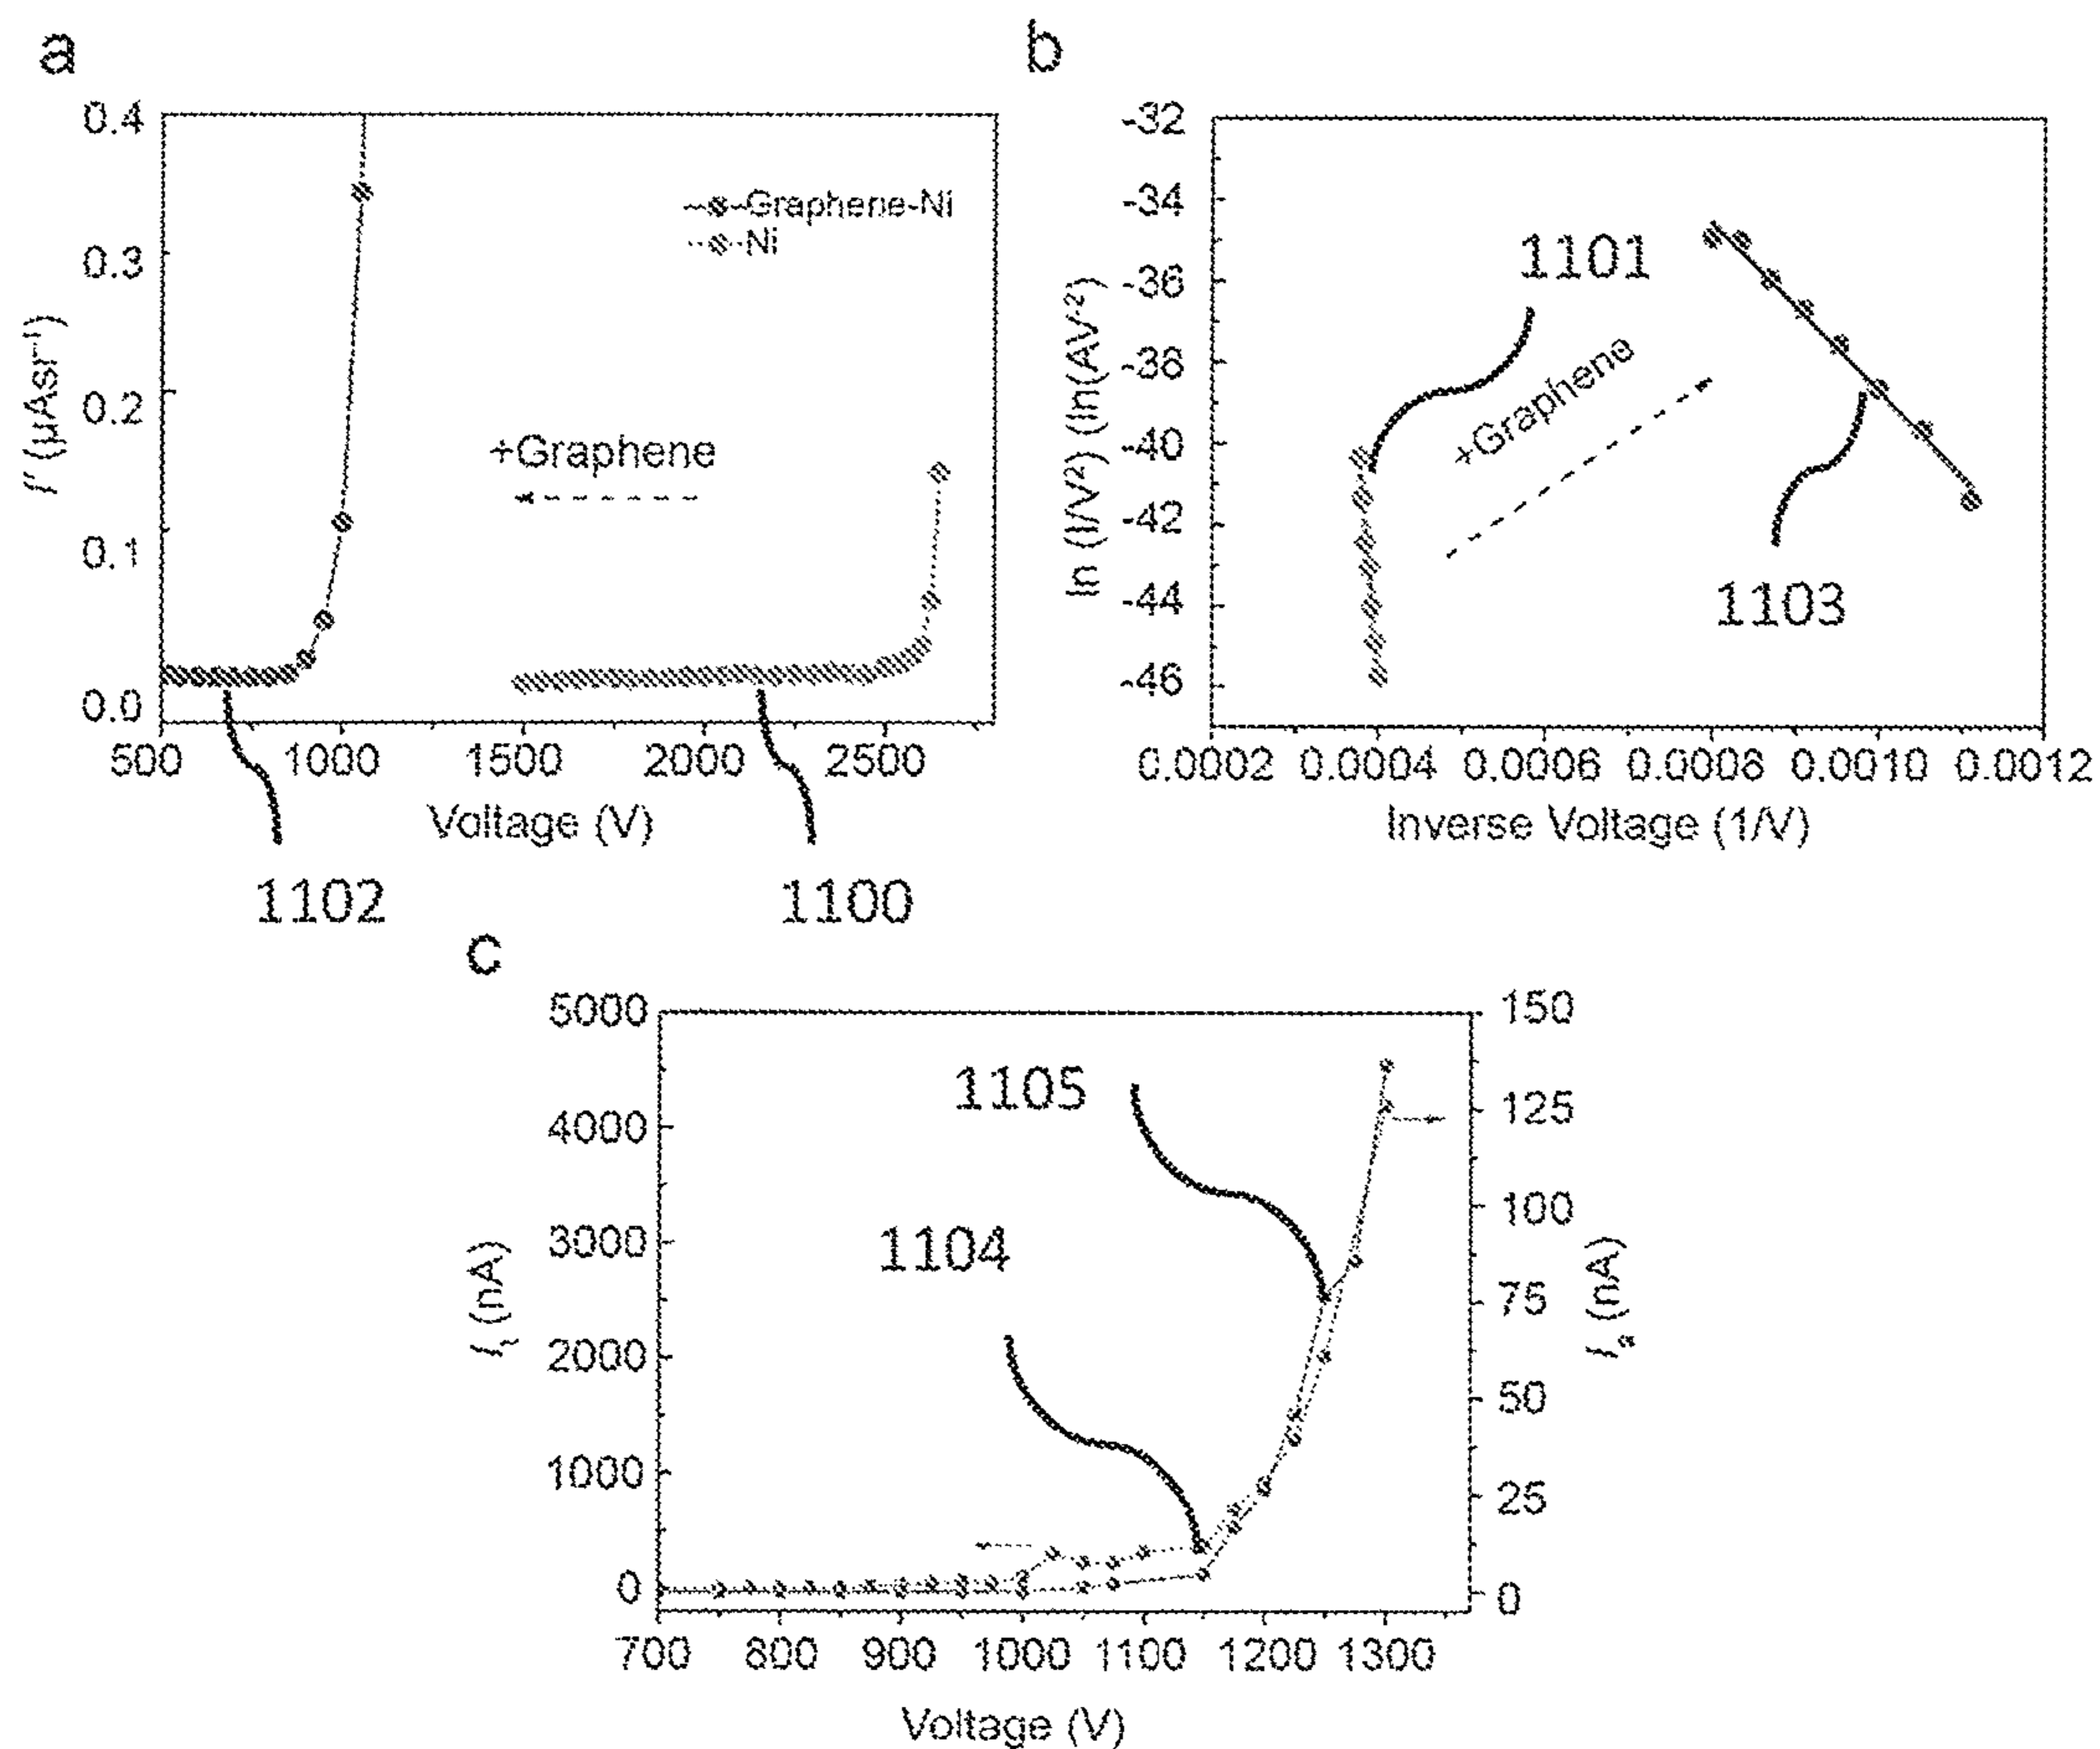 a
0.4
0.3
0.2
0.1
0.0
I' (μAsr⁻¹)
Graphene-Ni
Ni
+Graphene
500 1000 1500 2000 2500
Voltage (V)
1102
1100
b
-32
-34
-36
-38
-40
-42
-44
-46
ln (I/V²) (ln(AV⁻²)
1101
+Graphene
1103
0.0002 0.0004 0.0006 0.0008 0.0010 0.0012
Inverse Voltage (1/V)
c
5000
4000
3000
2000
1000
0
I (nA)
1105
1104
150
125
100
75
50
25
0
I (nA)
700 800 900 1000 1100 1200 1300
Voltage (V)